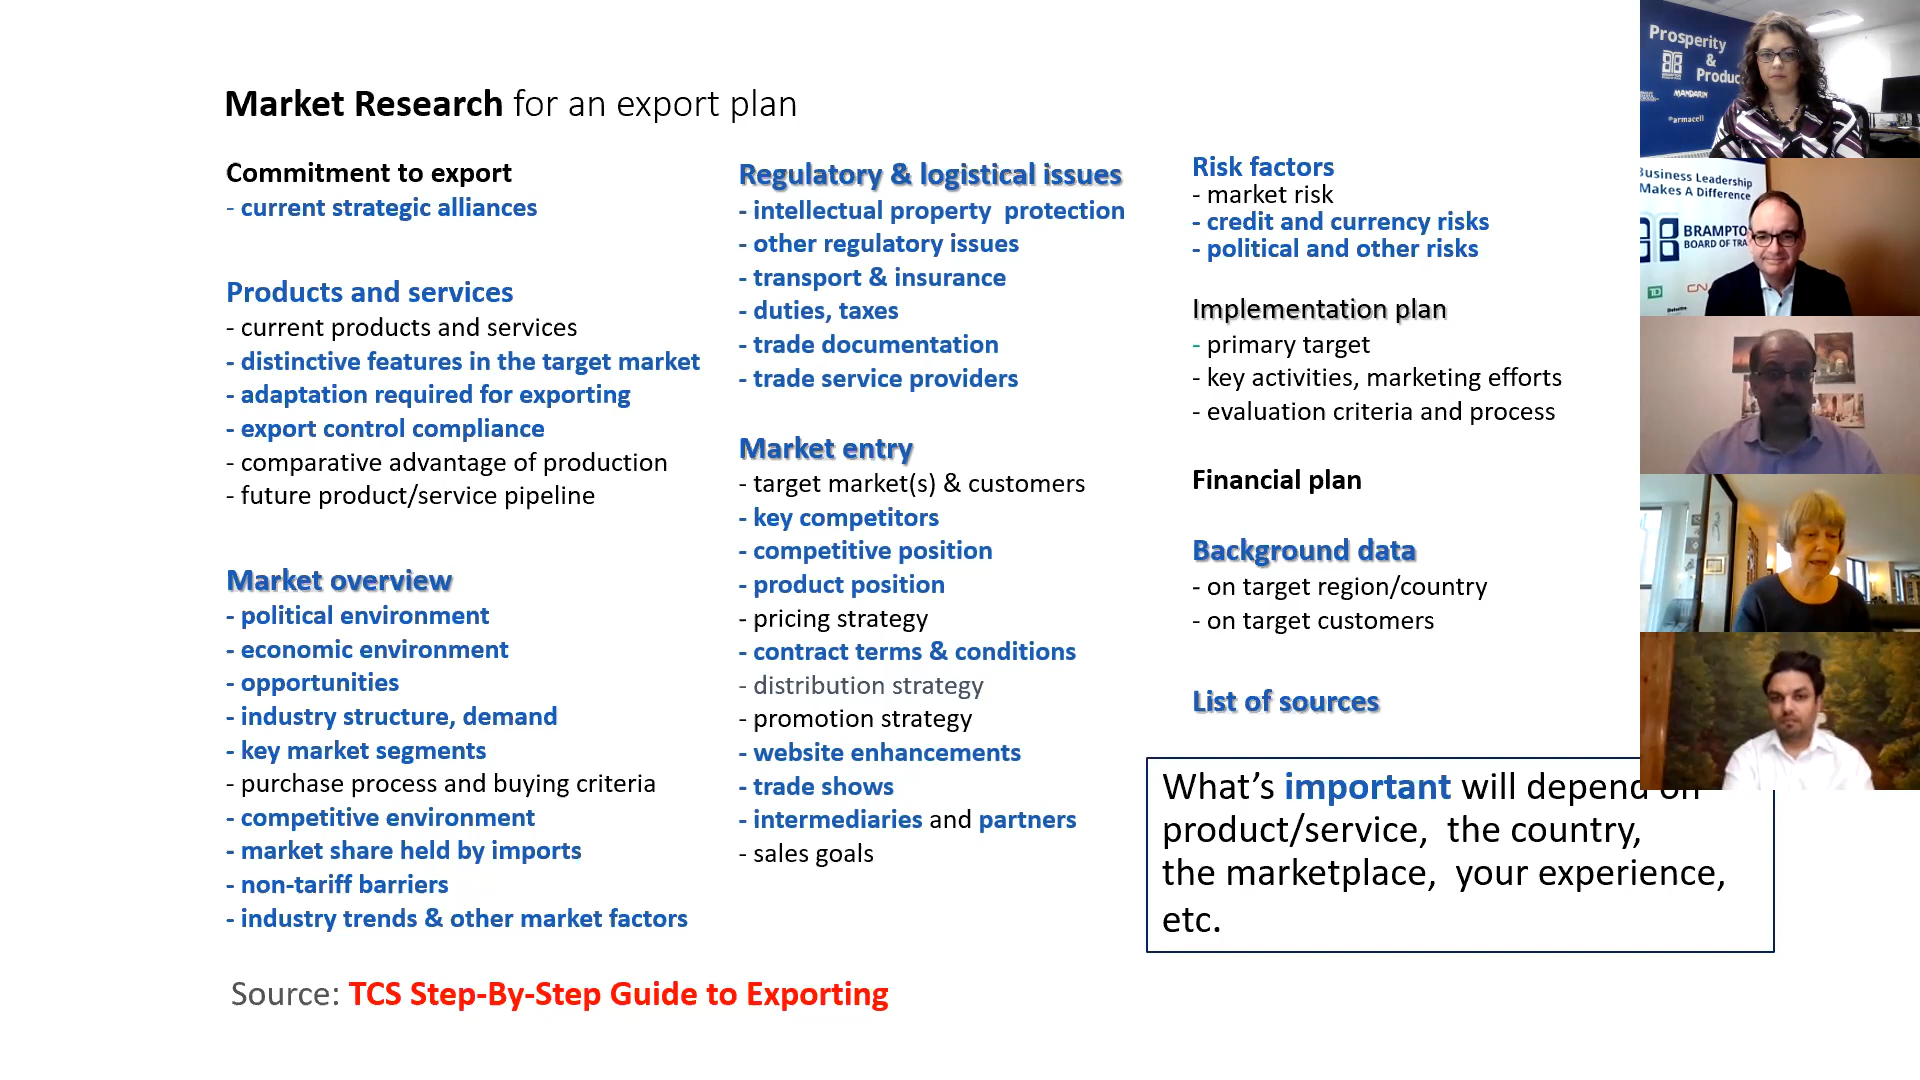 Market Research for an export plan
Commitment to export
- current strategic alliances
Products and services
- current products and services
- distinctive features in the target market
- adaptation required for exporting
- export control compliance
- comparative advantage of production
- future product/service pipeline
Market overview
- political environment
- economic environment
- opportunities
- industry structure, demand
- key market segments
- purchase process and buying criteria
- competitive environment
- market share held by imports
- non-tariff barriers
- industry trends & other market factors
Regulatory & logistical issues
- intellectual property protection
- other regulatory issues
- transport & insurance
- duties, taxes
- trade documentation
- trade service providers
Market entry
- target market(s) & customers
- key competitors
- competitive position
- product position
- pricing strategy
- contract terms & conditions
- distribution strategy
- promotion strategy
- website enhancements
- trade shows
- intermediaries and partners
- sales goals
Risk factors
- market risk
- credit and currency risks
- political and other risks
Implementation plan
- primary target
- key activities, marketing efforts
- evaluation criteria and process
Financial plan
Background data
- on target region/country
- on target customers
List of sources
What's important will depend on
product/service, the country,
the marketplace, your experience,
etc.
Source: TCS Step-By-Step Guide to Exporting
Prosperity
&
Produc
MANDARIN
armacell
Business Leadership
Makes A Difference
BRAMPTO
BOARD OF TRA
TD
CN
Deloitte